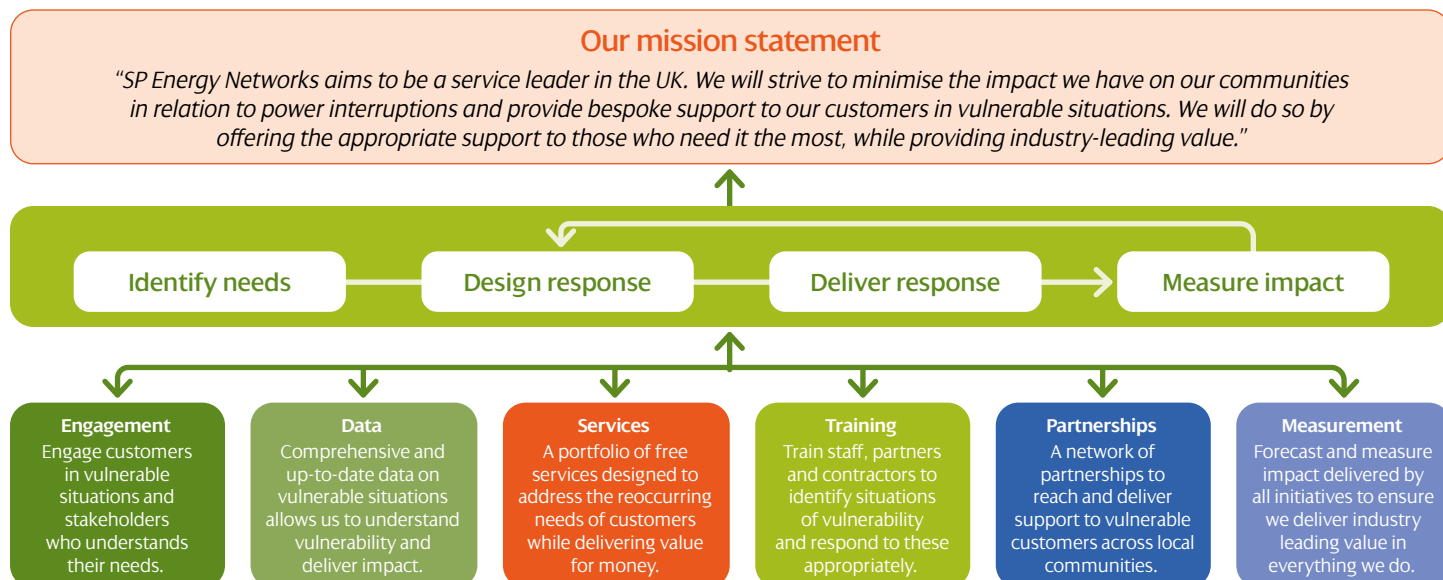 Our mission statement
“SP Energy Networks aims to be a service leader in the UK. We will strive to minimise the impact we have on our communities
in relation to power interruptions and provide bespoke support to our customers in vulnerable situations. We will do so by
offering the appropriate support to those who need it the most, while providing industry-leading value.”
Identify needs
Design response
Deliver response
Measure impact
Engagement
Engage customers
in vulnerable
situations and
stakeholders
who understands
their needs.
Data
Comprehensive and
up-to-date data on
vulnerable situations
allows us to understand
vulnerability and
deliver impact.
Services
A portfolio of free
services designed to
address the reoccurring
needs of customers
while delivering value
for money.
Training
Train staff, partners
and contractors to
identify situations
of vulnerability
and respond to these
appropriately.
Partnerships
A network of
partnerships to
reach and deliver
support to vulnerable
customers across local
communities.
Measurement
Forecast and measure
impact delivered by
all initiatives to ensure
we deliver industry
leading value in
everything we do.